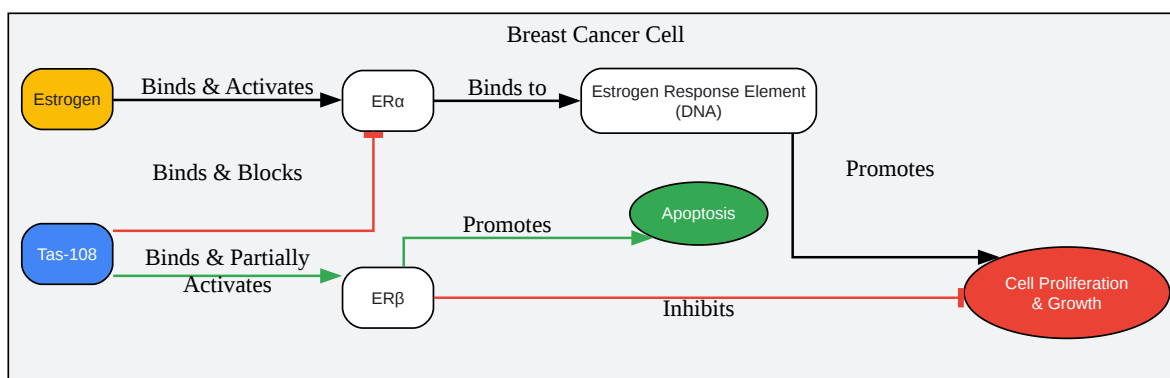 Breast Cancer Cell
Estrogen
Binds & Activates
ERα
Binds to
Estrogen Response Element
(DNA)
Binds & Blocks
Promotes
Tas-108
Binds & Partially
Activates
ERβ
Promotes
Apoptosis
Inhibits
Cell Proliferation
& Growth